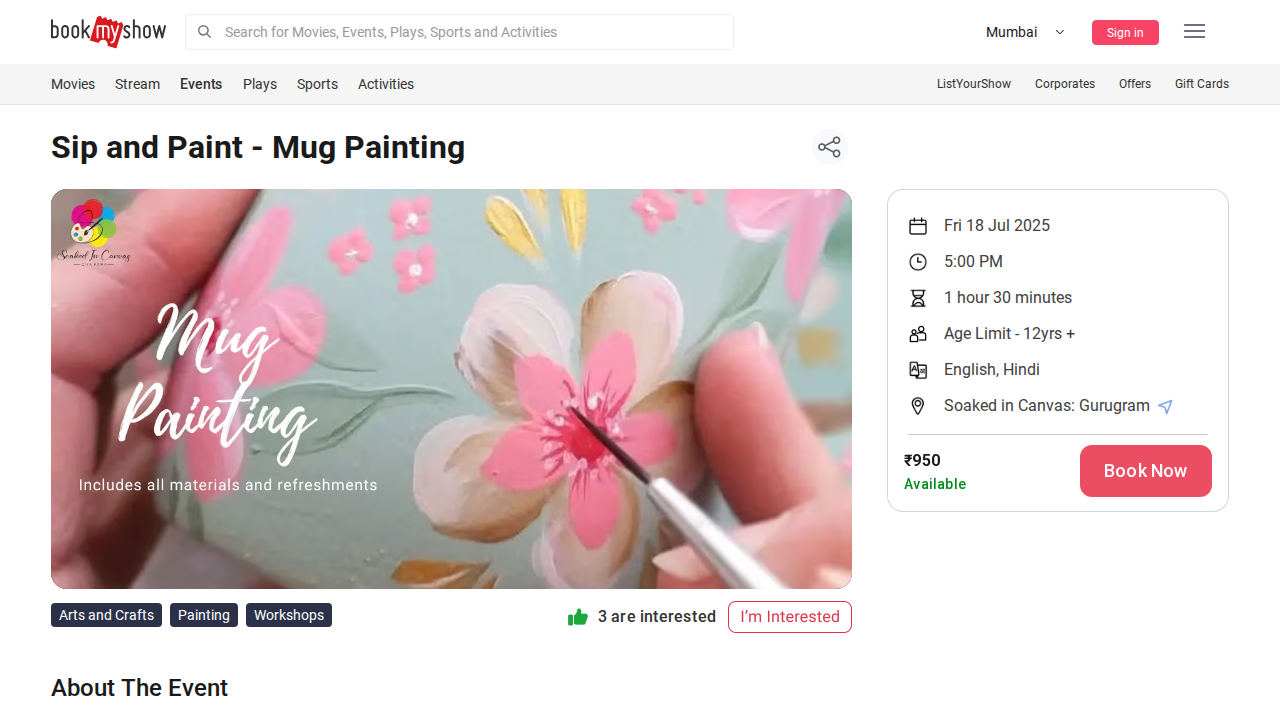 bookmyshow
Search for Movies, Events, Plays, Sports and Activities
Mumbai
Sign in
Movies Stream Events Plays Sports Activities
ListYourShow Corporates Offers Gift Cards
Sip and Paint - Mug Painting
Soaked In Canvas
Mug
Painting
Includes all materials and refreshments
Fri 18 Jul 2025
5:00 PM
1 hour 30 minutes
Age Limit - 12yrs +
English, Hindi
Soaked in Canvas: Gurugram
₹950
Available
Book Now
Arts and Crafts Painting Workshops
3 are interested
I'm Interested
About The Event